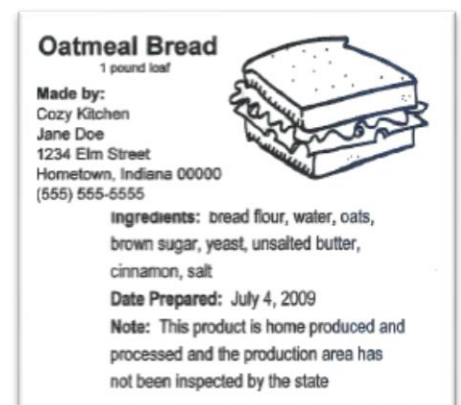 Oatmeal Bread
1 pound loaf
Made by:
Cozy Kitchen
Jane Doe
1234 Elm Street
Hometown, Indiana 00000
(555) 555-5555
Ingredients: bread flour, water, oats,
brown sugar, yeast, unsalted butter,
cinnamon, salt
Date Prepared: July 4, 2009
Note: This product is home produced and
processed and the production area has
not been inspected by the state